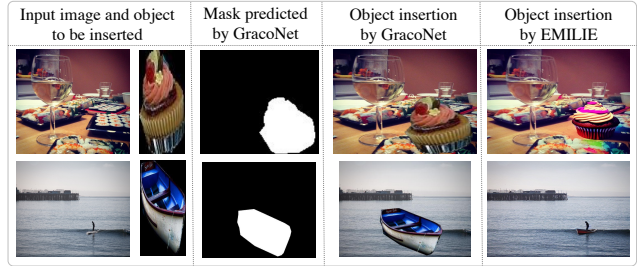 Input image and object
to be inserted
Mask predicted
by GracoNet
Object insertion
by GracoNet
Object insertion
by EMILIE